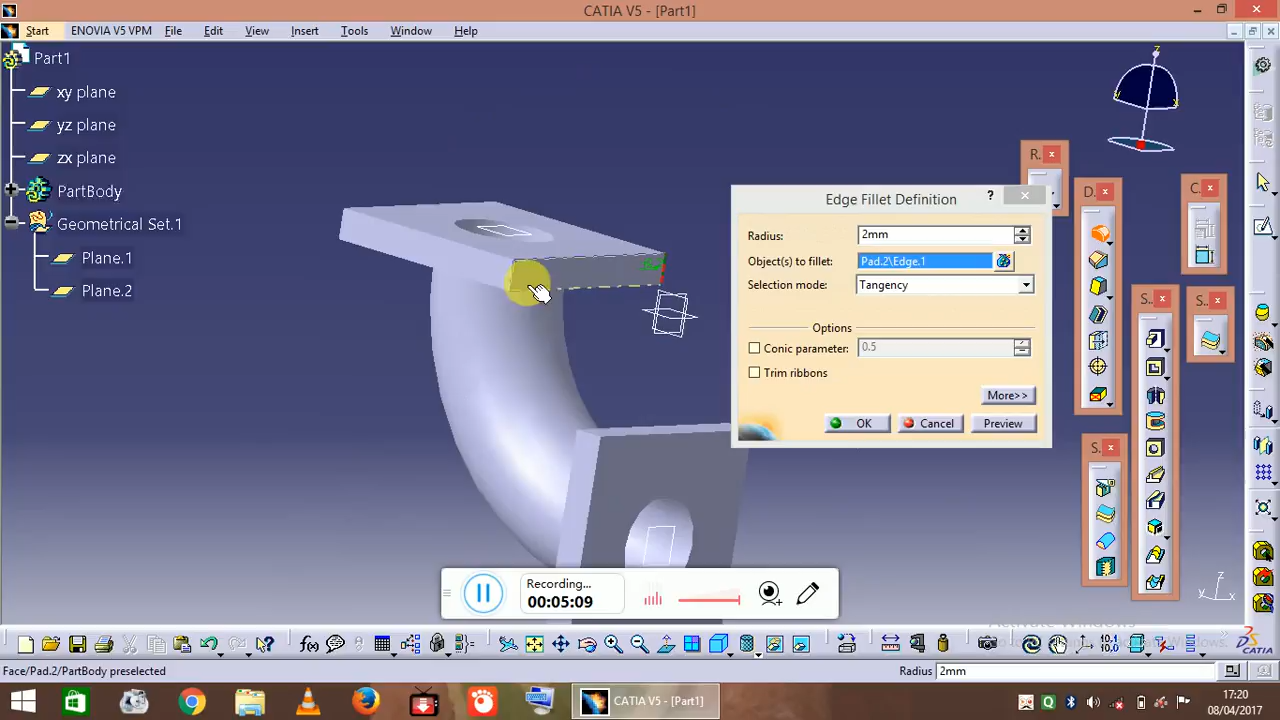 CATIA V5 - [Part1]
Start ENOVIA V5 VPM File Edit View Insert Tools Window Help
Part1
xy plane
yz plane
zx plane
PartBody
Geometrical Set.1
Plane.1
Plane.2
z
R.
D.
C.
S.
S.
S.
Edge Fillet Definition ?
Radius: 2mm
Object(s) to fillet: Pad.2\Edge.1
Selection mode: Tangency
Options
Conic parameter: 0.5
Trim ribbons
More>>
OK Cancel Preview
Recording...
00:05:09
Activate Windows
CATIA
Face/Pad.2/PartBody preselected
Radius 2mm
CATIA V5 - [Part1]
17:20
08/04/2017